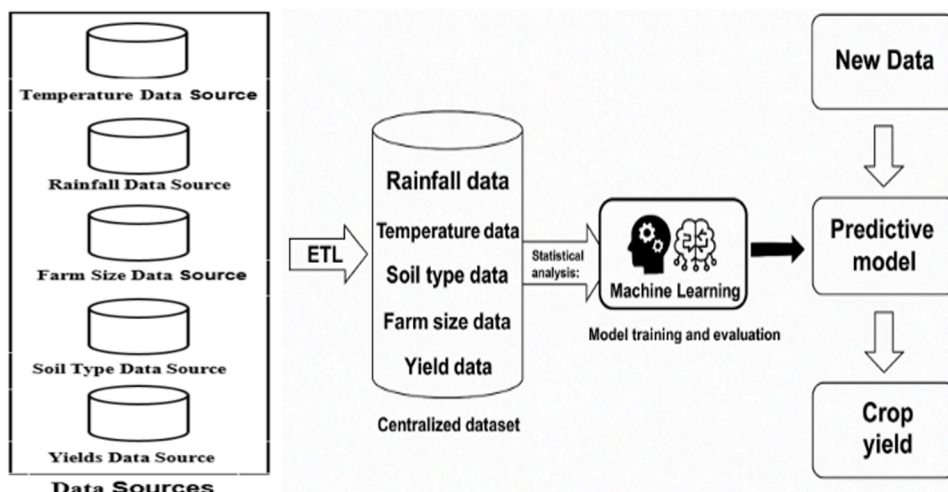 Temperature Data Source
Rainfall Data Source
Farm Size Data Source
Soil Type Data Source
Yields Data Source
Data Sources
ETL
Rainfall data
Temperature data
Soil type data
Farm size data
Yield data
Centralized dataset
Statistical
analysis:
Machine Learning
Model training and evaluation
New Data
Predictive
model
Crop
yield